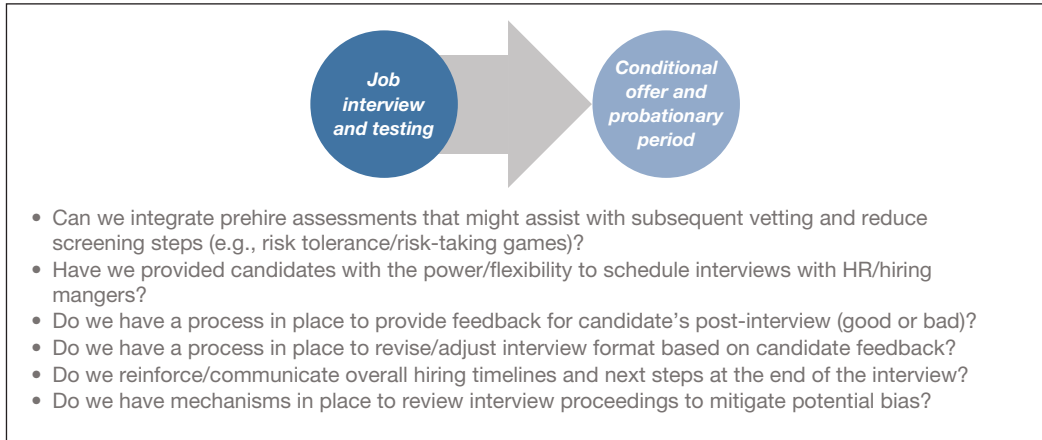 Job
interview
and testing
Conditional
offer and
probationary
period
• Can we integrate prehire assessments that might assist with subsequent vetting and reduce
screening steps (e.g., risk tolerance/risk-taking games)?
• Have we provided candidates with the power/flexibility to schedule interviews with HR/hiring
mangers?
• Do we have a process in place to provide feedback for candidate’s post-interview (good or bad)?
• Do we have a process in place to revise/adjust interview format based on candidate feedback?
• Do we reinforce/communicate overall hiring timelines and next steps at the end of the interview?
• Do we have mechanisms in place to review interview proceedings to mitigate potential bias?